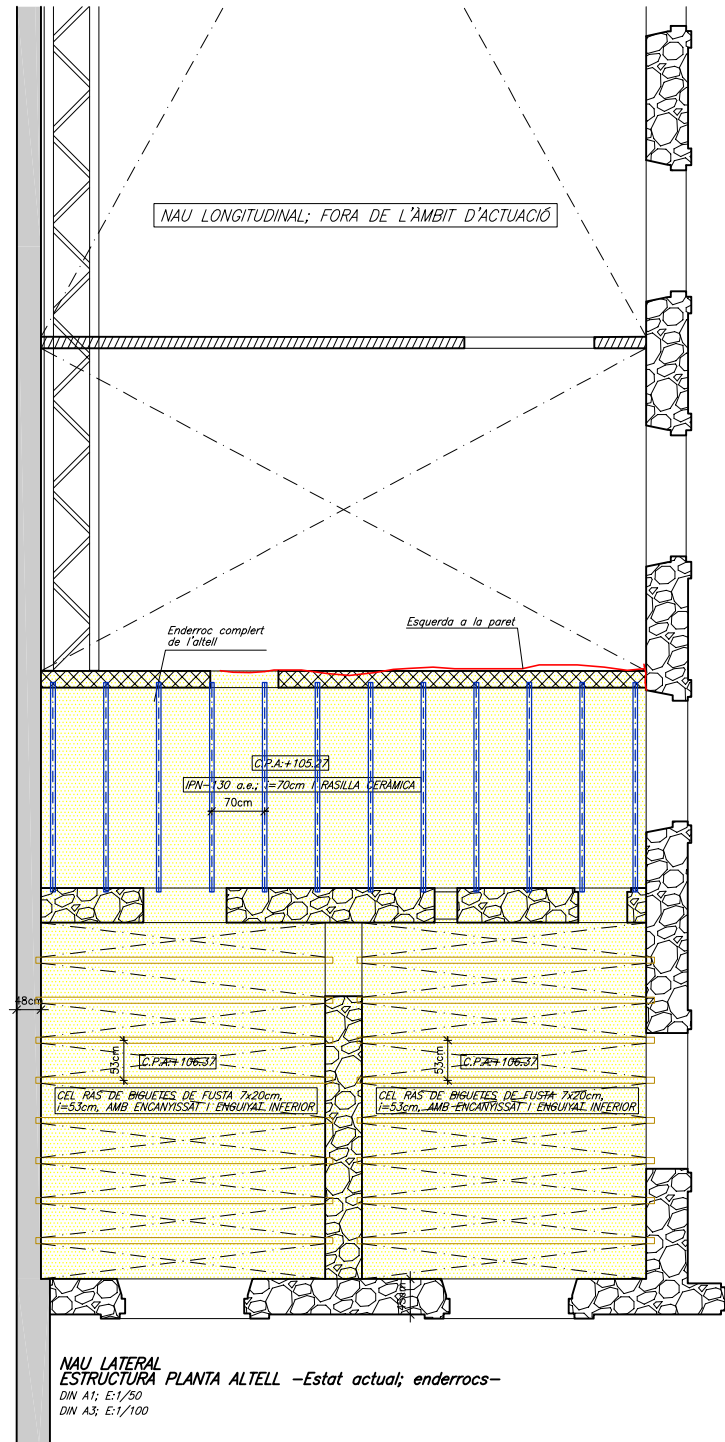 NAU LONGITUDINAL; FORA DE L'ÀMBIT D'ACTUACIÓ
Enderroc complert
de l'altell
Esquerda a la paret
C.P.A:+105.27
IPN-130 a.e.; i=70cm I RASILLA CERÀMICA
70cm
48cm
53cm
C.P.A:+106.37
53cm
C.P.A:+106.37
CEL RAS DE BIGUETES DE FUSTA 7x20cm,
i=53cm, AMB ENCANYISSAT I ENGUIXAT INFERIOR
CEL RAS DE BIGUETES DE FUSTA 7x20cm,
i=53cm, AMB ENCANYISSAT I ENGUIXAT INFERIOR
NAU LATERAL
ESTRUCTURA PLANTA ALTELL -Estat actual; enderrocs-
DIN A1; E:1/50
DIN A3; E:1/100